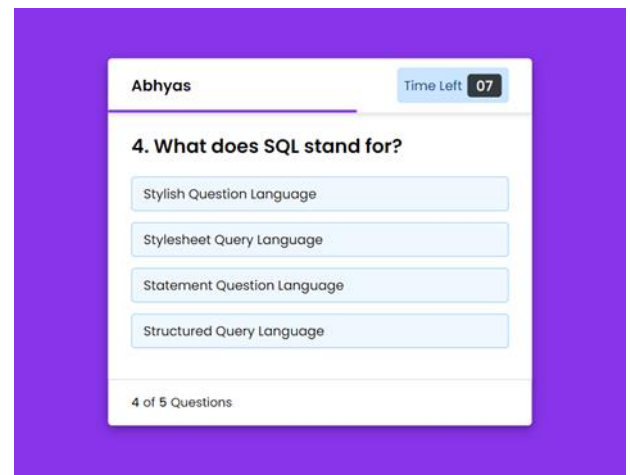 Abhyas
Time Left 07
4. What does SQL stand for?
Stylish Question Language
Stylesheet Query Language
Statement Question Language
Structured Query Language
4 of 5 Questions